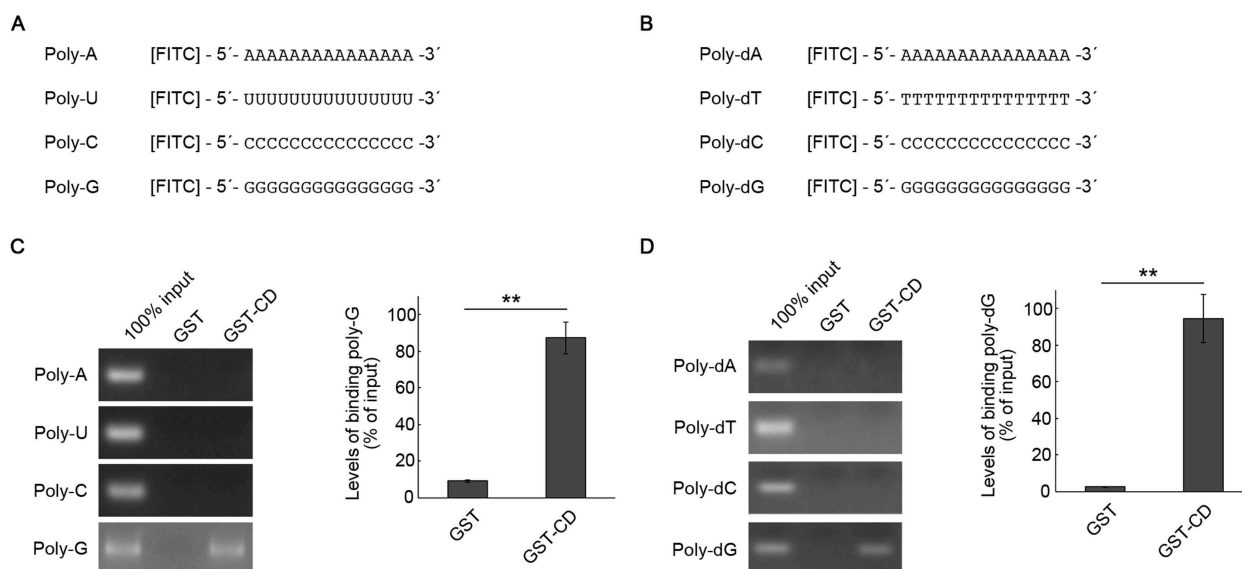 A
Poly-A [FITC] - 5´- AAAAAAAAAAAAAAA -3´
Poly-U [FITC] - 5´- UUUUUUUUUUUUUUU -3´
Poly-C [FITC] - 5´- CCCCCCCCCCCCCCC -3´
Poly-G [FITC] - 5´- GGGGGGGGGGGGGGG -3´
B
Poly-dA [FITC] - 5´- AAAAAAAAAAAAAAA -3´
Poly-dT [FITC] - 5´- TTTTTTTTTTTTTTT -3´
Poly-dC [FITC] - 5´- CCCCCCCCCCCCCCC -3´
Poly-dG [FITC] - 5´- GGGGGGGGGGGGGGG -3´
C
100% input
GST
GST-CD
Poly-A
Poly-U
Poly-C
Poly-G
Levels of binding poly-G
(% of input)
100
80
60
40
20
0
**
GST
GST-CD
D
100% input
GST
GST-CD
Poly-dA
Poly-dT
Poly-dC
Poly-dG
Levels of binding poly-dG
(% of input)
100
80
60
40
20
0
**
GST
GST-CD